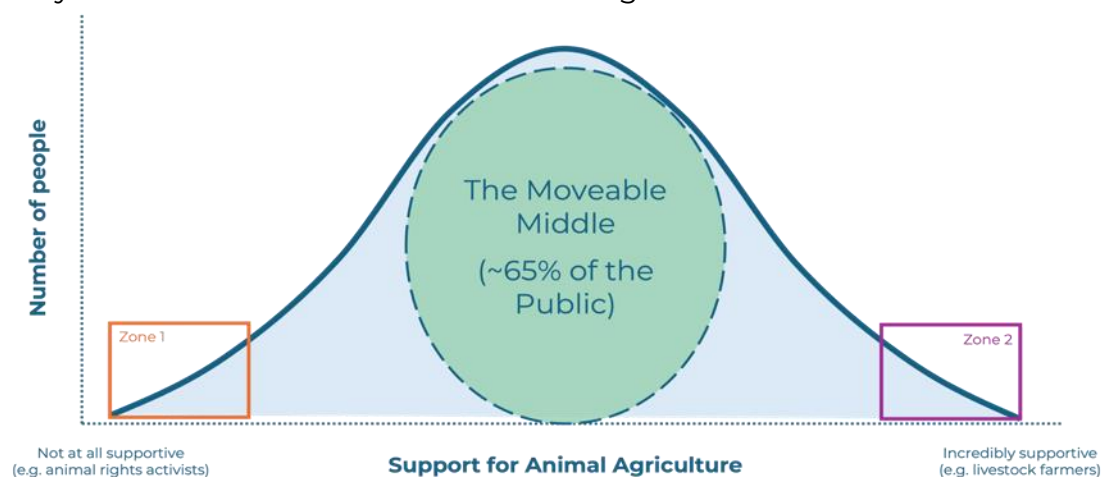 Number of people
The Moveable
Middle
(~65% of the
Public)
Zone 1
Zone 2
Not at all supportive
(e.g. animal rights activists)
Support for Animal Agriculture
Incredibly supportive
(e.g. livestock farmers)